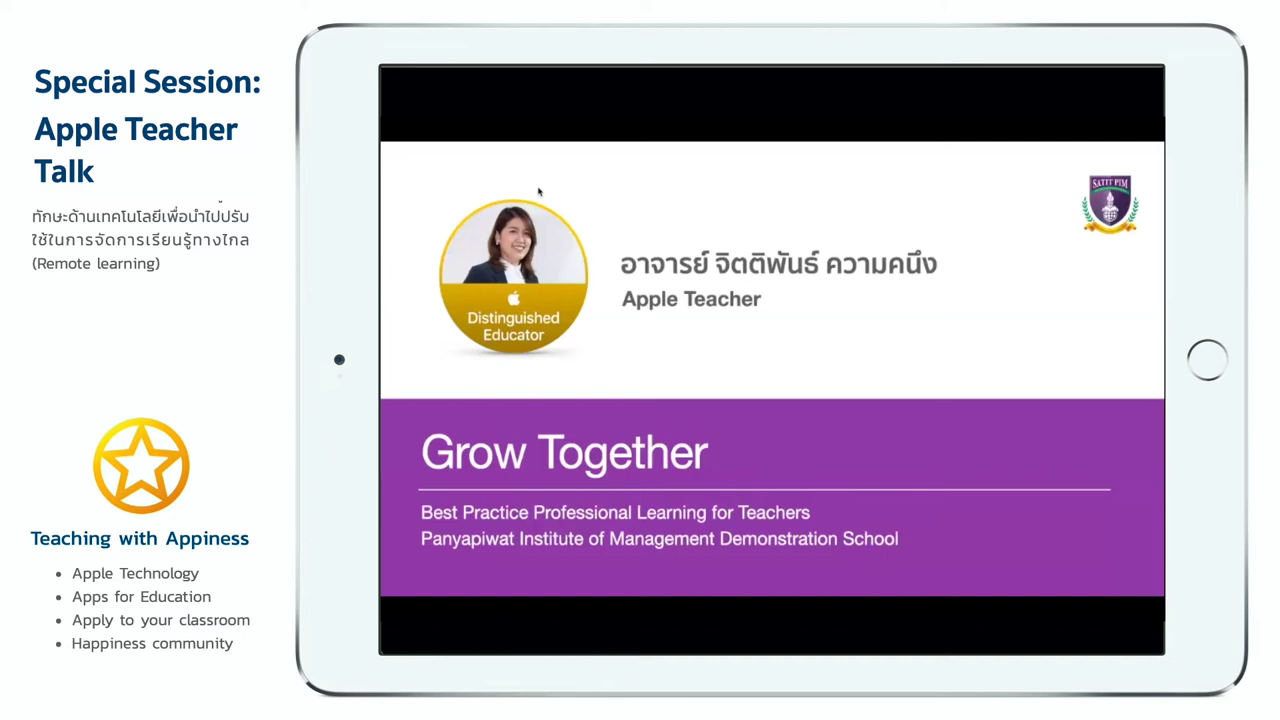 Special Session:
Apple Teacher
Talk
ทักษะด้านเทคโนโลยีเพื่อนำไปปรับ
ใช้ในการจัดการเรียนรู้ทางไกล
(Remote learning)
Teaching with Appiness
• Apple Technology
• Apps for Education
• Apply to your classroom
• Happiness community
SATIT PIM
Distinguished
Educator
อาจารย์ จิตติพันธ์ ความคนึง
Apple Teacher
Grow Together
Best Practice Professional Learning for Teachers
Panyapiwat Institute of Management Demonstration School